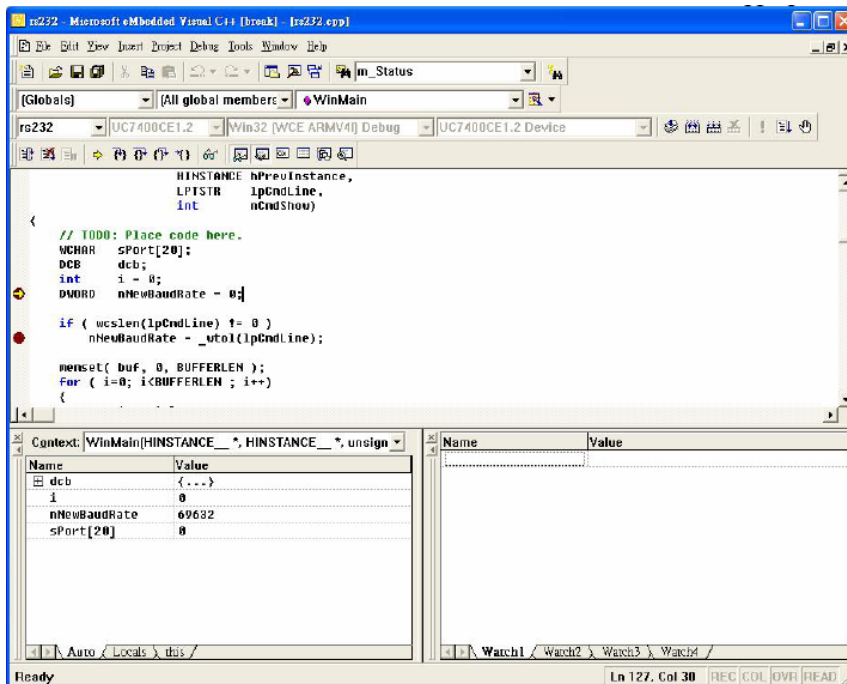 rs232 - Microsoft eMbedded Visual C++ [break] - [rs232.cpp]
File Edit View Insert Project Debug Tools Window Help
m_Status
(Globals) (All global members WinMain
rs232 UC7400CE1.2 Win32 (WCE ARMV4I) Debug UC7400CE1.2 Device
HINSTANCE hPrevInstance,
LPTSTR lpCmdLine,
int nCmdShow)
{
// TODO: Place code here.
WCHAR sPort[20];
DCB dcb;
int i = 0;
DWORD nNewBaudRate = 0;
if ( wcslen(lpCmdLine) != 0 )
nNewBaudRate = _wtol(lpCmdLine);
memset( buf, 0, BUFFERLEN );
for ( i=0; i<BUFFERLEN ; i++)
{
Context: WinMain(HINSTANCE__ *, HINSTANCE__ *, unsign
Name Value
dcb {...}
i 0
nNewBaudRate 69632
sPort[20] 0
Auto Locals this
Name Value
Watch1 Watch2 Watch3 Watch4
Ready Ln 127, Col 30 REC COL OVR READ